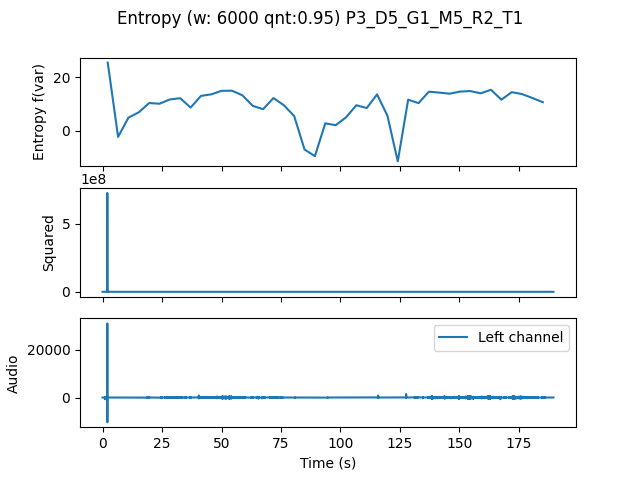 Entropy (w: 6000 qnt:0.95) P3_D5_G1_M5_R2_T1
Entropy f(var)
20
0
1e8
Squared
5
0
Audio
20000
0
Left channel
0 25 50 75 100 125 150 175
Time (s)